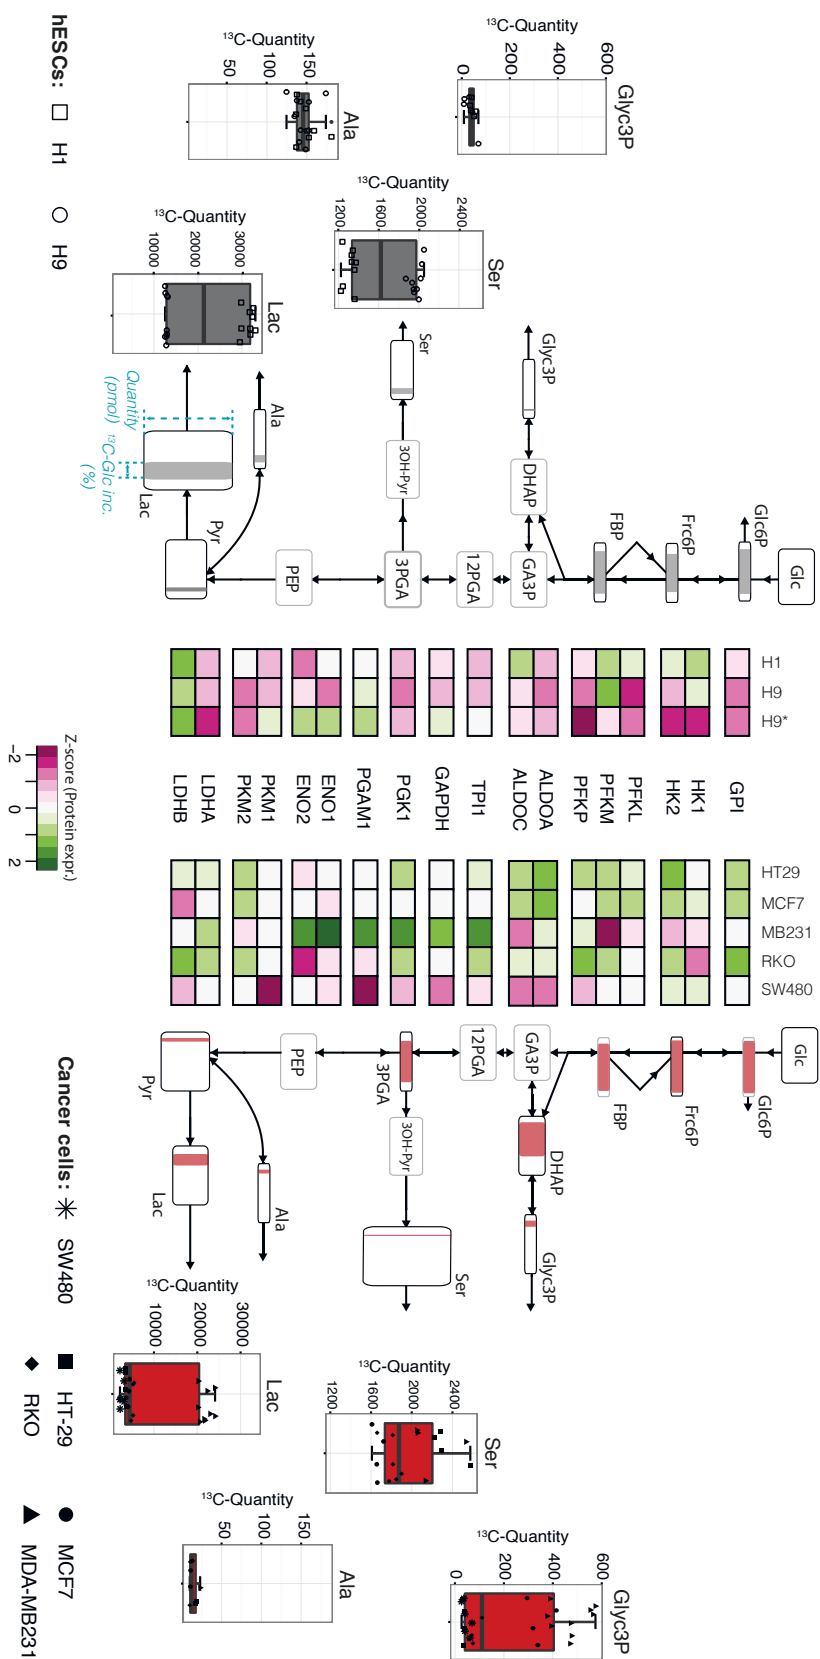 Glyc3P
¹³C-Quantity
0
200
400
600
Ala
¹³C-Quantity
50
100
150
Ser
¹³C-Quantity
1200
1600
2000
2400
Lac
¹³C-Quantity
10000
20000
30000
hESCs:
H1
H9
Glc
Glc6P
Frc6P
FBP
Glyc3P
DHAP
GA3P
12PGA
Ser
3OH-Pyr
3PGA
PEP
Ala
Pyr
Lac
Quantity
(pmol)
¹³C-Glc inc.
(%)
H1
H9
H9*
GPI
HK1
HK2
PFKL
PFKM
PFKP
ALDOA
ALDOC
TPI1
GAPDH
PGK1
PGAM1
ENO1
ENO2
PKM1
PKM2
LDHA
LDHB
Z-score (Protein expr.)
-2
0
2
HT29
MCF7
MB231
RKO
SW480
Glc
Glc6P
Frc6P
FBP
GA3P
DHAP
Glyc3P
12PGA
3PGA
3OH-Pyr
Ser
PEP
Pyr
Ala
Lac
Lac
¹³C-Quantity
10000
20000
30000
Ser
¹³C-Quantity
1200
1600
2000
2400
Ala
¹³C-Quantity
50
100
150
Glyc3P
¹³C-Quantity
0
200
400
600
Cancer cells:
SW480
HT-29
MCF7
RKO
MDA-MB231